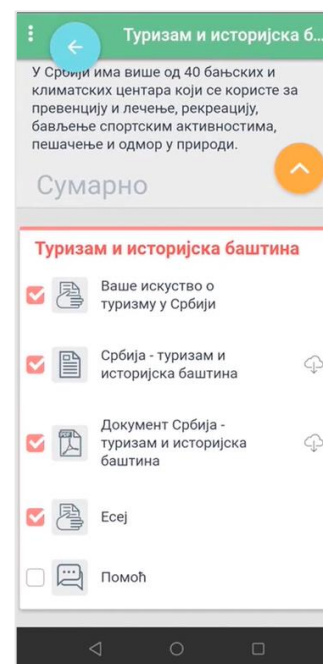 Туризам и историјска б...
У Србији има више од 40 бањских и
климатских центара који се користе за
превенцију и лечење, рекреацију,
бављење спортским активностима,
пешачење и одмор у природи.
Сумарно
Туризам и историјска баштина
Ваше искуство о
туризму у Србији
Србија - туризам и
историјска баштина
PDF
Документ Србија -
туризам и историјска
баштина
Есеј
Помоћ